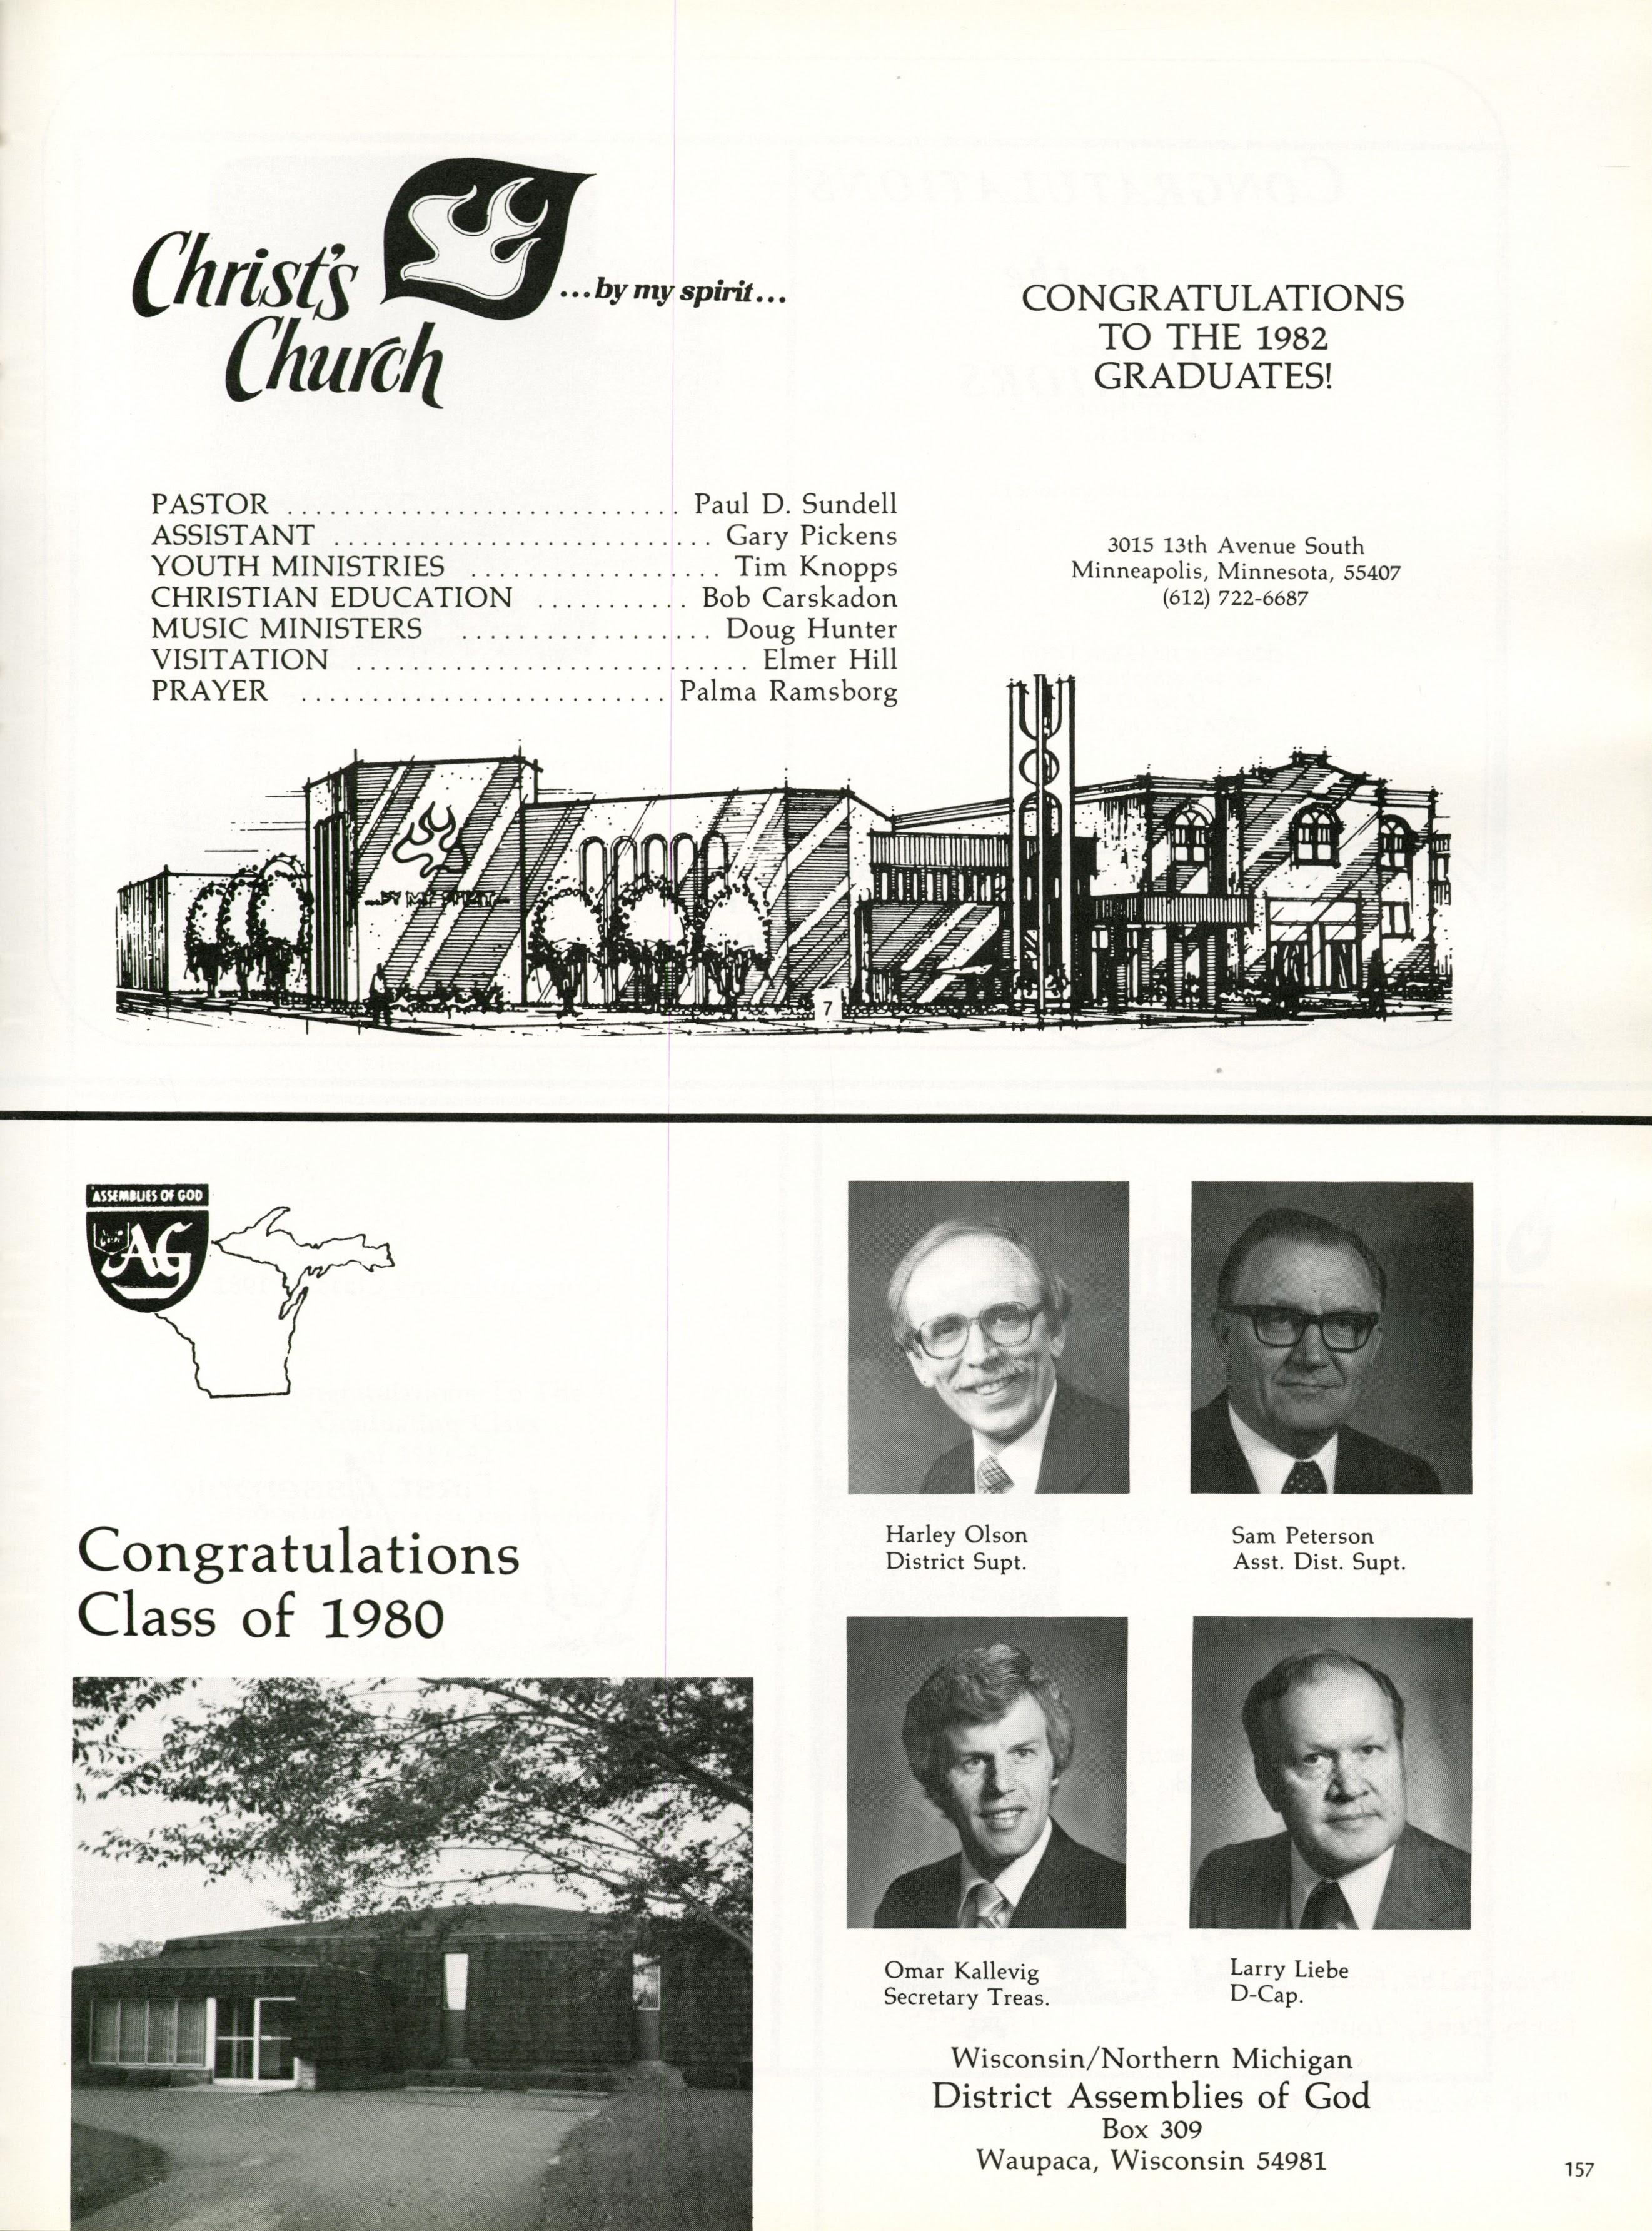 Christ's
Church
...by my spirit...
CONGRATULATIONS
TO THE 1982
GRADUATES!
PASTOR ............................ Paul D. Sundell
ASSISTANT ........................... Gary Pickens
YOUTH MINISTRIES .................. Tim Knopps
CHRISTIAN EDUCATION ........... Bob Carskadon
MUSIC MINISTERS .................. Doug Hunter
VISITATION ............................ Elmer Hill
PRAYER .......................... Palma Ramsborg
3015 13th Avenue South
Minneapolis, Minnesota, 55407
(612) 722-6687
...BY MY SPIRIT...
7
ASSEMBLIES OF GOD
AG
Congratulations
Class of 1980
Harley Olson
District Supt.
Sam Peterson
Asst. Dist. Supt.
Omar Kallevig
Secretary Treas.
Larry Liebe
D-Cap.
Wisconsin/Northern Michigan
District Assemblies of God
Box 309
Waupaca, Wisconsin 54981
157